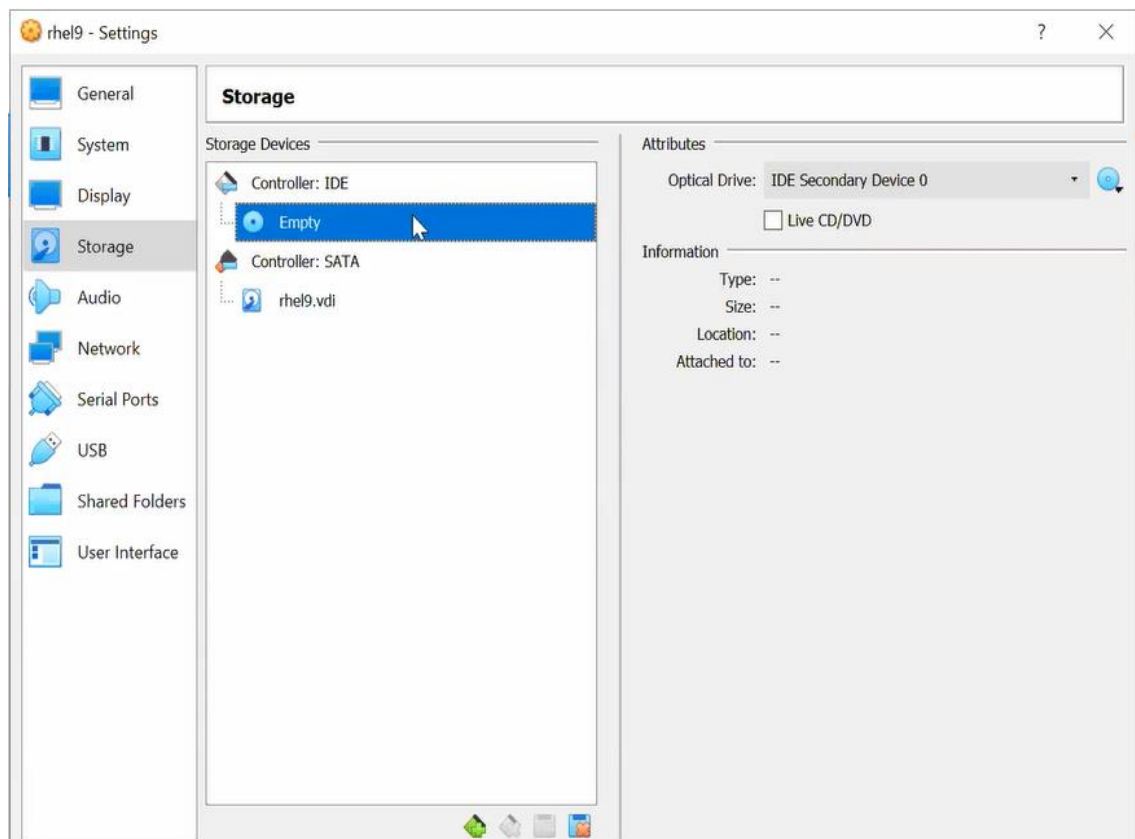 rhel9 - Settings
?
General
System
Display
Storage
Audio
Network
Serial Ports
USB
Shared Folders
User Interface
Storage
Storage Devices
Controller: IDE
Empty
Controller: SATA
rhel9.vdi
Attributes
Optical Drive: IDE Secondary Device 0
Live CD/DVD
Information
Type: --
Size: --
Location: --
Attached to: --